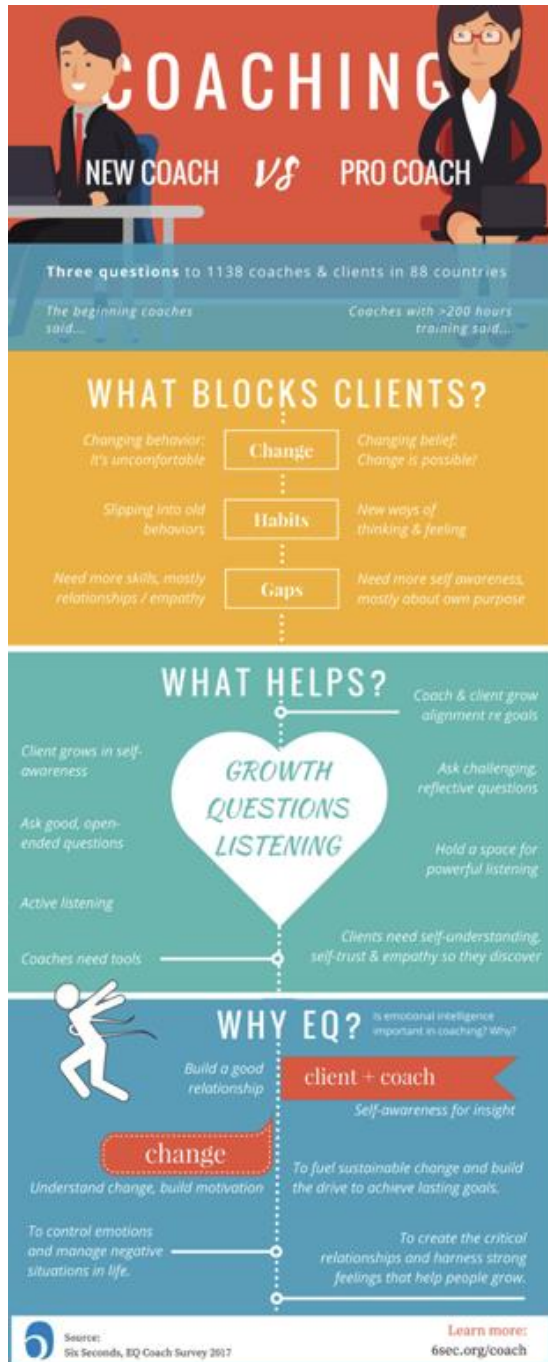 COACHING
NEW COACH VS PRO COACH
Three questions to 1138 coaches & clients in 88 countries
The beginning coaches
said...
Coaches with >200 hours
training said....
WHAT BLOCKS CLIENTS?
Changing behavior:
It's uncomfortable
Change
Changing belief:
Change is possible!
Slipping into old
behaviors
Habits
New ways of
thinking & feeling
Need more skills, mostly
relationships / empathy
Gaps
Need more self awareness,
mostly about own purpose
WHAT HELPS?
Coach & client grow
alignment re goals
Client grows in self-
awareness
GROWTH
QUESTIONS
LISTENING
Ask challenging,
reflective questions
Ask good, open-
ended questions
Hold a space for
powerful listening
Active listening
Coaches need tools
Clients need self-understanding,
self-trust & empathy so they discover
WHY EQ?
Is emotional intelligence
important in coaching? Why?
Build a good
relationship
client + coach
Self-awareness for insight
change
Understand change, build motivation
To fuel sustainable change and build
the drive to achieve lasting goals.
To control emotions
and manage negative
situations in life.
To create the critical
relationships and harness strong
feelings that help people grow.
Source:
Six Seconds, EQ Coach Survey 2017
Learn more:
6sec.org/coach